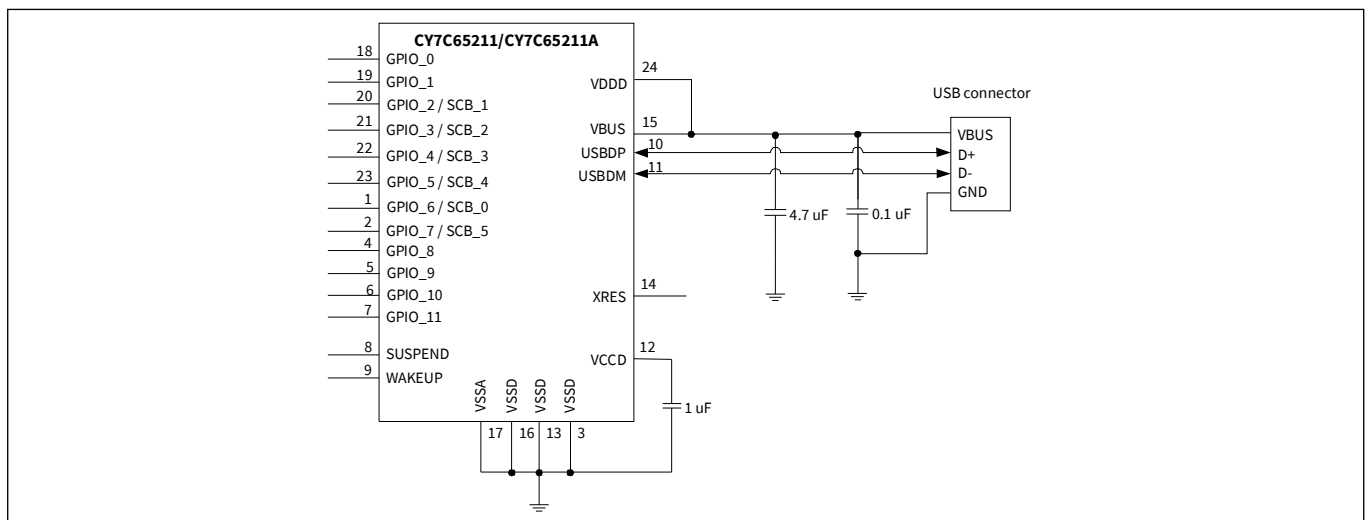 CY7C65211/CY7C65211A
18 GPIO_0
19 GPIO_1
20 GPIO_2 / SCB_1
21 GPIO_3 / SCB_2
22 GPIO_4 / SCB_3
23 GPIO_5 / SCB_4
1 GPIO_6 / SCB_0
2 GPIO_7 / SCB_5
4 GPIO_8
5 GPIO_9
6 GPIO_10
7 GPIO_11
8 SUSPEND
9 WAKEUP
VDDD 24
VBUS 15
USBDP 10
USBDM 11
XRES 14
VCCD 12
VSSA
VSSD
VSSD
VSSD
17 16 13 3
1 uF
4.7 uF
0.1 uF
USB connector
VBUS
D+
D-
GND